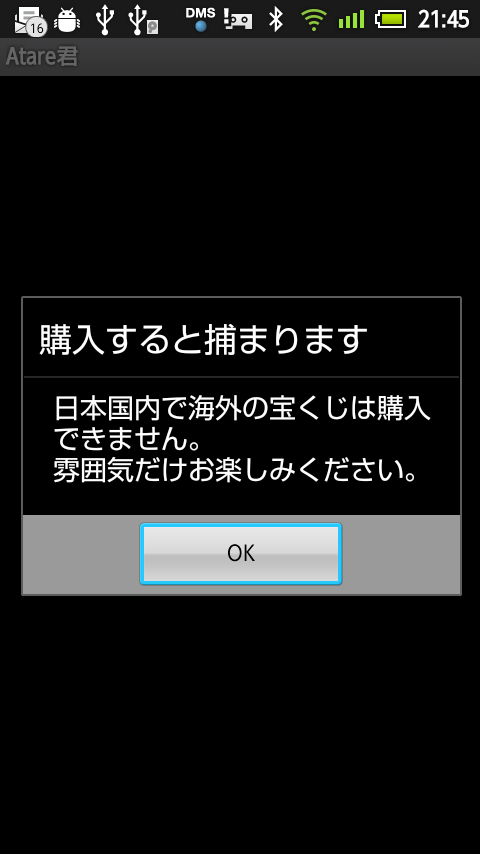 16 DMS 21:45
Atare君
購入すると捕まります
日本国内で海外の宝くじは購入
できません。
雰囲気だけお楽しみください。
OK